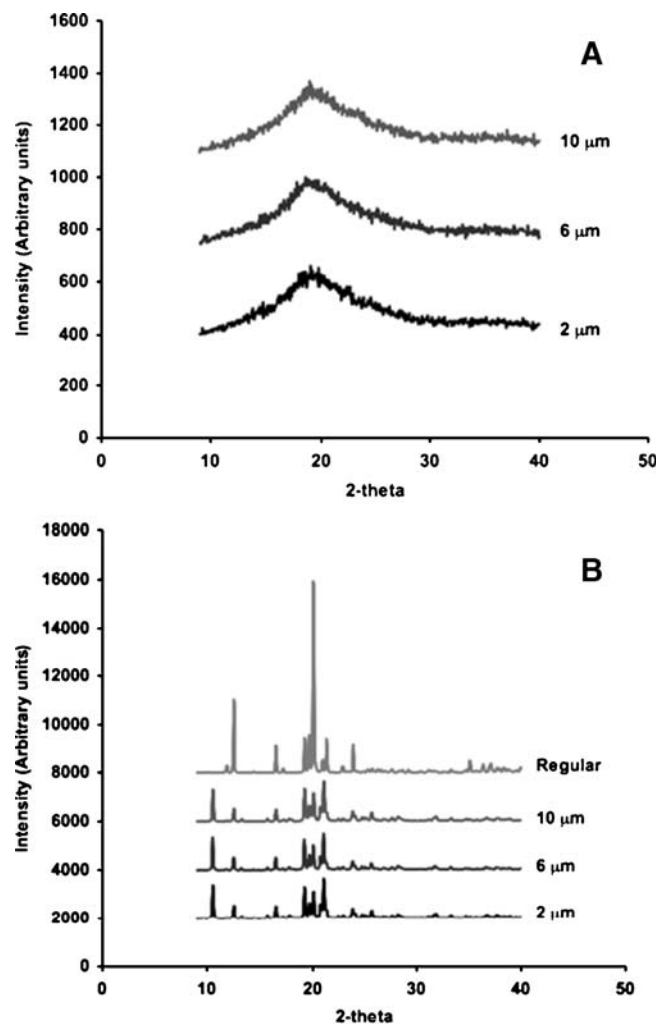 1600
A
1400
10 μm
1200
1000
6 μm
800
600
2 μm
400
200
0
Intensity (Arbitrary units)
0 10 20 30 40 50
2-theta
18000
B
16000
14000
12000
10000
Regular
8000
10 μm
6000
6 μm
4000
2 μm
2000
Intensity (Arbitrary units)
0 10 20 30 40 50
2-theta